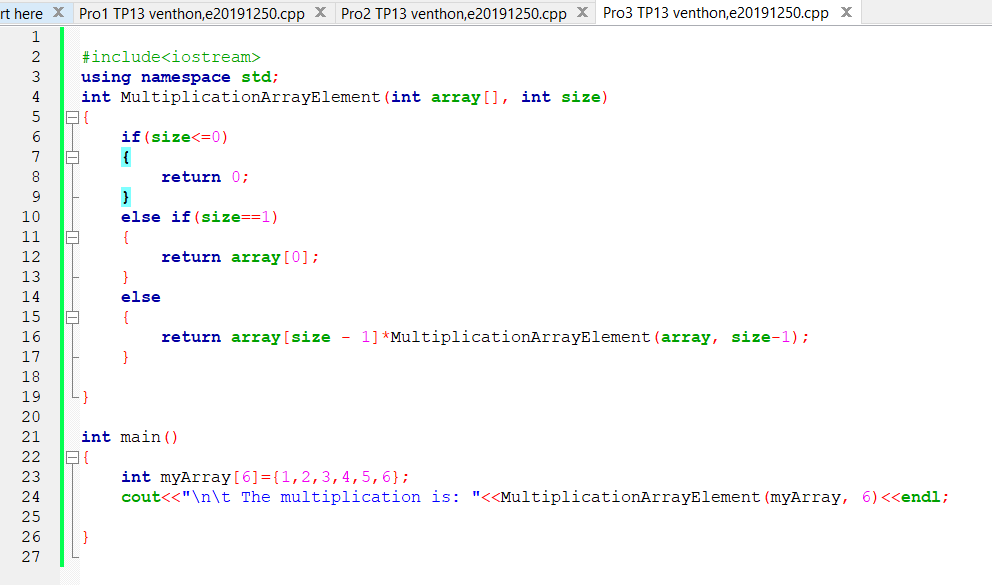 rt here Pro1 TP13 venthon,e20191250.cpp Pro2 TP13 venthon,e20191250.cpp Pro3 TP13 venthon,e20191250.cpp
1
2 #include<iostream>
3 using namespace std;
4 int MultiplicationArrayElement(int array[], int size)
5 {
6 if(size<=0)
7 {
8 return 0;
9 }
10 else if(size==1)
11 {
12 return array[0];
13 }
14 else
15 {
16 return array[size - 1]*MultiplicationArrayElement(array, size-1);
17 }
18
19 }
20
21 int main()
22 {
23 int myArray[6]={1,2,3,4,5,6};
24 cout<<"\n\t The multiplication is: "<<MultiplicationArrayElement(myArray, 6)<<endl;
25
26 }
27